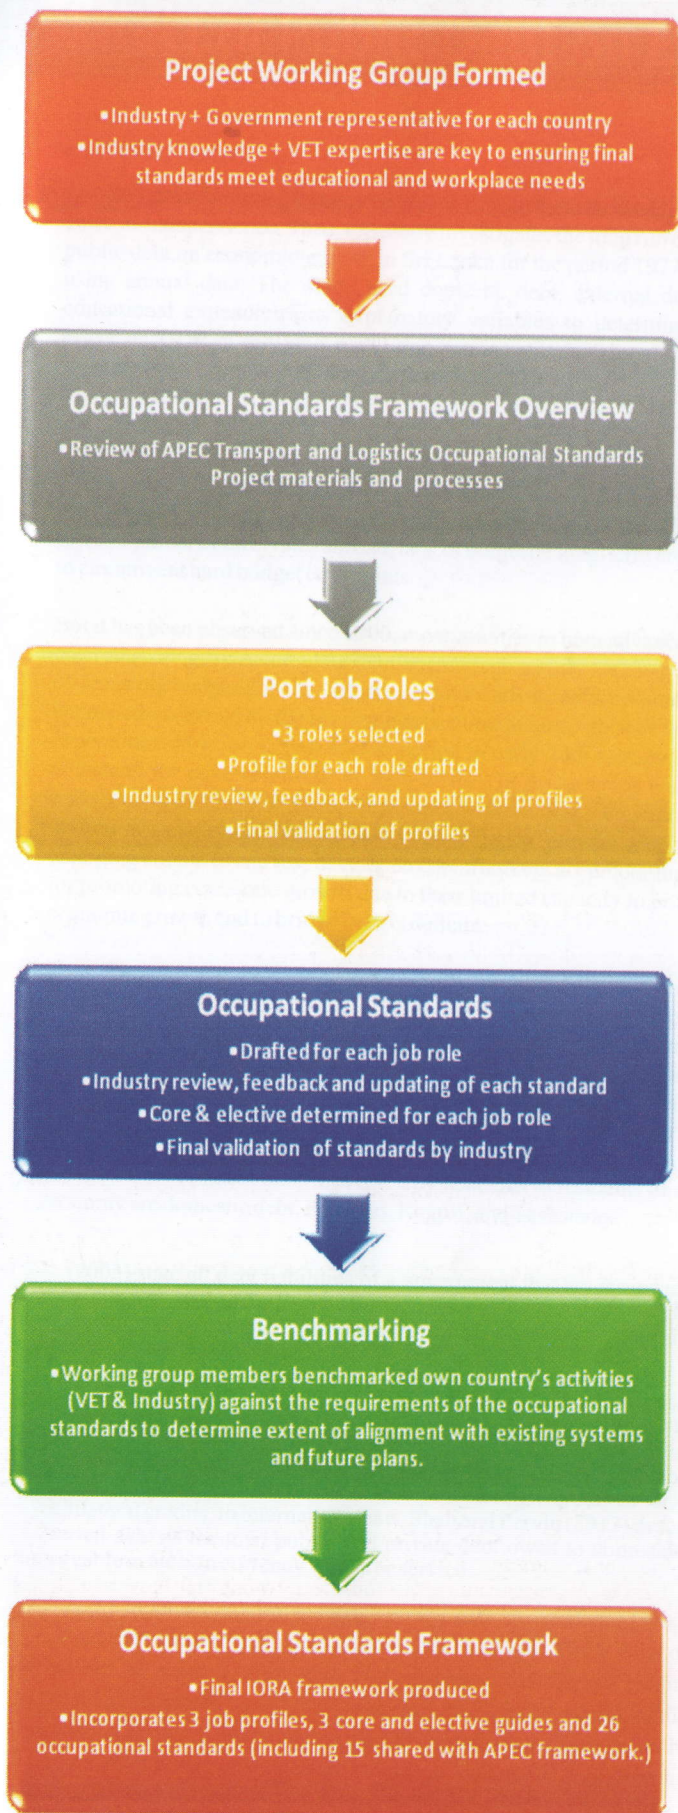 Project Working Group Formed
•Industry + Government representative for each country
•Industry knowledge + VET expertise are key to ensuring final
standards meet educational and workplace needs
Occupational Standards Framework Overview
•Review of APEC Transport and Logistics Occupational Standards
Project materials and processes
Port Job Roles
•3 roles selected
•Profile for each role drafted
•Industry review, feedback, and updating of profiles
•Final validation of profiles
Occupational Standards
•Drafted for each job role
•Industry review, feedback and updating of each standard
•Core & elective determined for each job role
•Final validation of standards by industry
Benchmarking
•Working group members benchmarked own country's activities
(VET & Industry) against the requirements of the occupational
standards to determine extent of alignment with existing systems
and future plans.
Occupational Standards Framework
•Final IORA framework produced
•Incorporates 3 job profiles, 3 core and elective guides and 26
occupational standards (including 15 shared with APEC framework.)